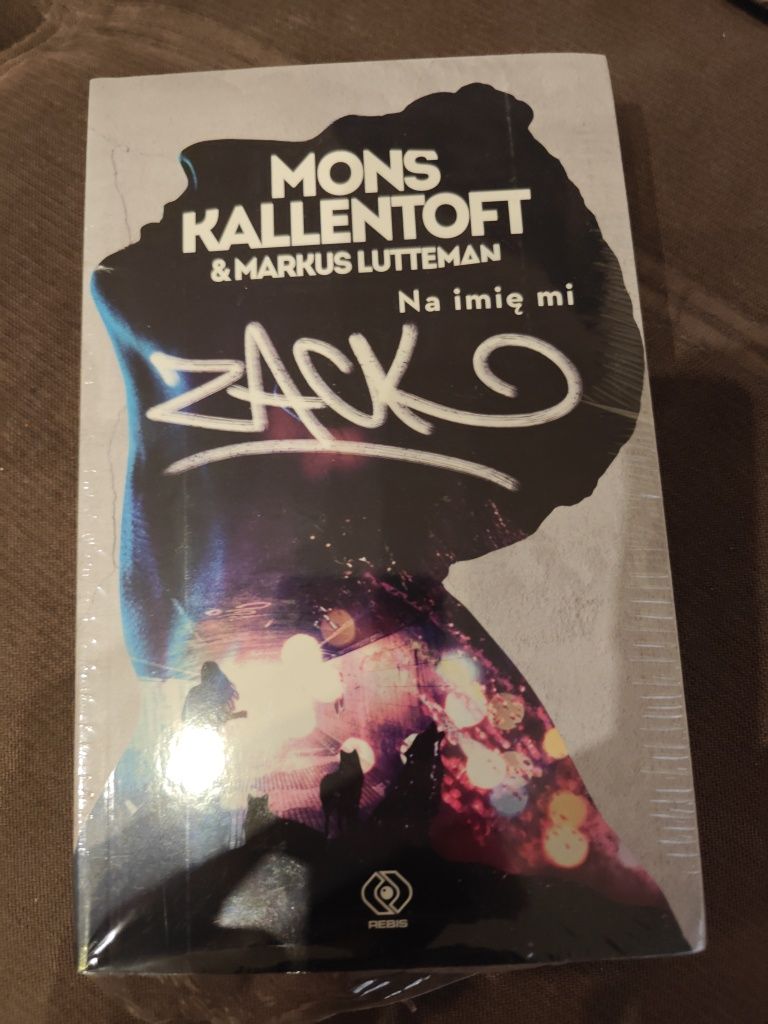 MONS
KALLENTOFT
& MARKUS LUTTEMAN
Na imię mi
ZACK
REBIS